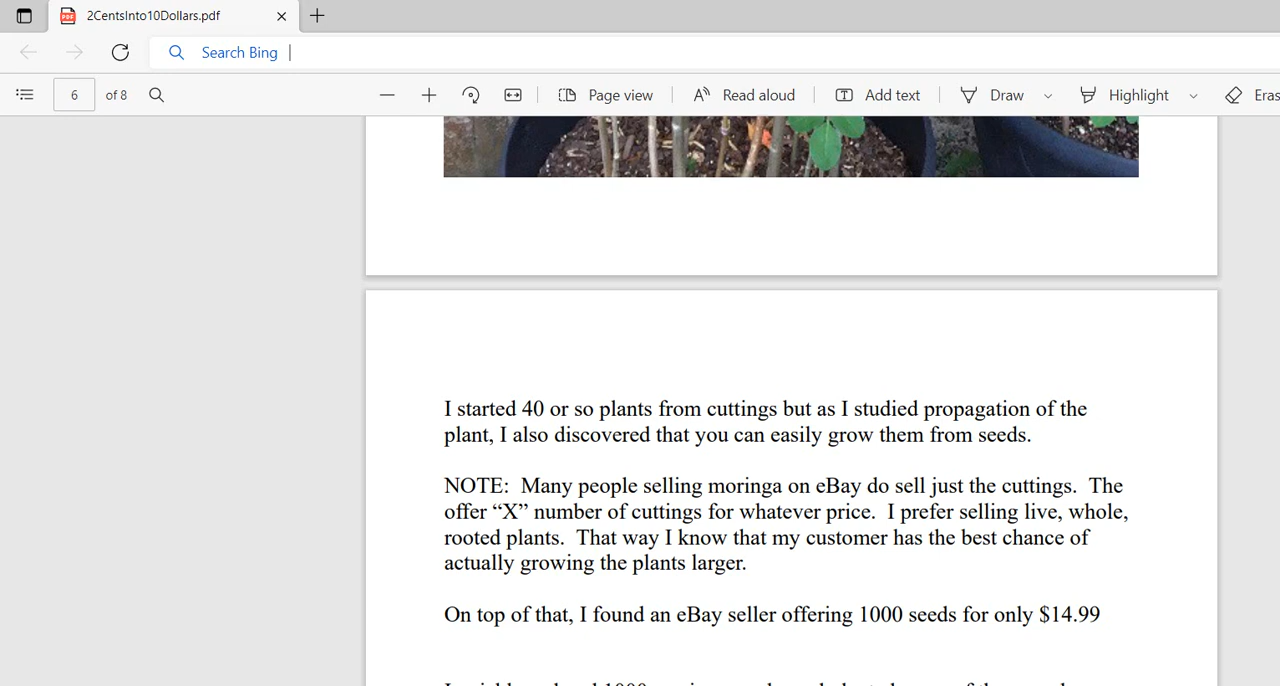 2CentsInto10Dollars.pdf
Search Bing
6 of 8
Page view
Read aloud
Add text
Draw
Highlight
Eras
I started 40 or so plants from cuttings but as I studied propagation of the
plant, I also discovered that you can easily grow them from seeds.
NOTE:  Many people selling moringa on eBay do sell just the cuttings.  The
offer “X” number of cuttings for whatever price.  I prefer selling live, whole,
rooted plants.  That way I know that my customer has the best chance of
actually growing the plants larger.
On top of that, I found an eBay seller offering 1000 seeds for only $14.99